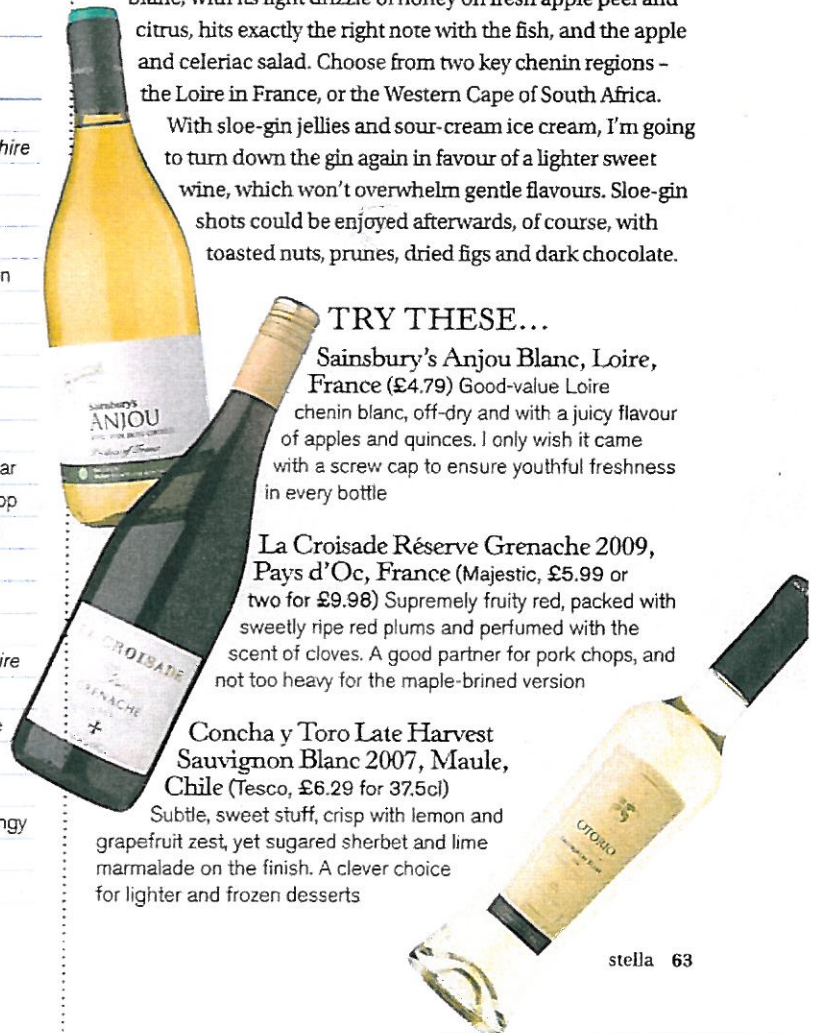 citrus, hits exactly the right note with the fish, and the apple
and celeriac salad. Choose from two key chenin regions –
the Loire in France, or the Western Cape of South Africa.
With sloe-gin jellies and sour-cream ice cream, I'm going
to turn down the gin again in favour of a lighter sweet
wine, which won't overwhelm gentle flavours. Sloe-gin
shots could be enjoyed afterwards, of course, with
toasted nuts, prunes, dried figs and dark chocolate.
TRY THESE...
Sainsbury's Anjou Blanc, Loire,
France (£4.79) Good-value Loire
chenin blanc, off-dry and with a juicy flavour
of apples and quinces. I only wish it came
with a screw cap to ensure youthful freshness
in every bottle
La Croisade Réserve Grenache 2009,
Pays d'Oc, France (Majestic, £5.99 or
two for £9.98) Supremely fruity red, packed with
sweetly ripe red plums and perfumed with the
scent of cloves. A good partner for pork chops, and
not too heavy for the maple-brined version
Concha y Toro Late Harvest
Sauvignon Blanc 2007, Maule,
Chile (Tesco, £6.29 for 37.5cl)
Subtle, sweet stuff, crisp with lemon and
grapefruit zest, yet sugared sherbet and lime
marmalade on the finish. A clever choice
for lighter and frozen desserts
Sainsbury's
ANJOU
CROISADE
GRENACHE
OTORIO
stella 63